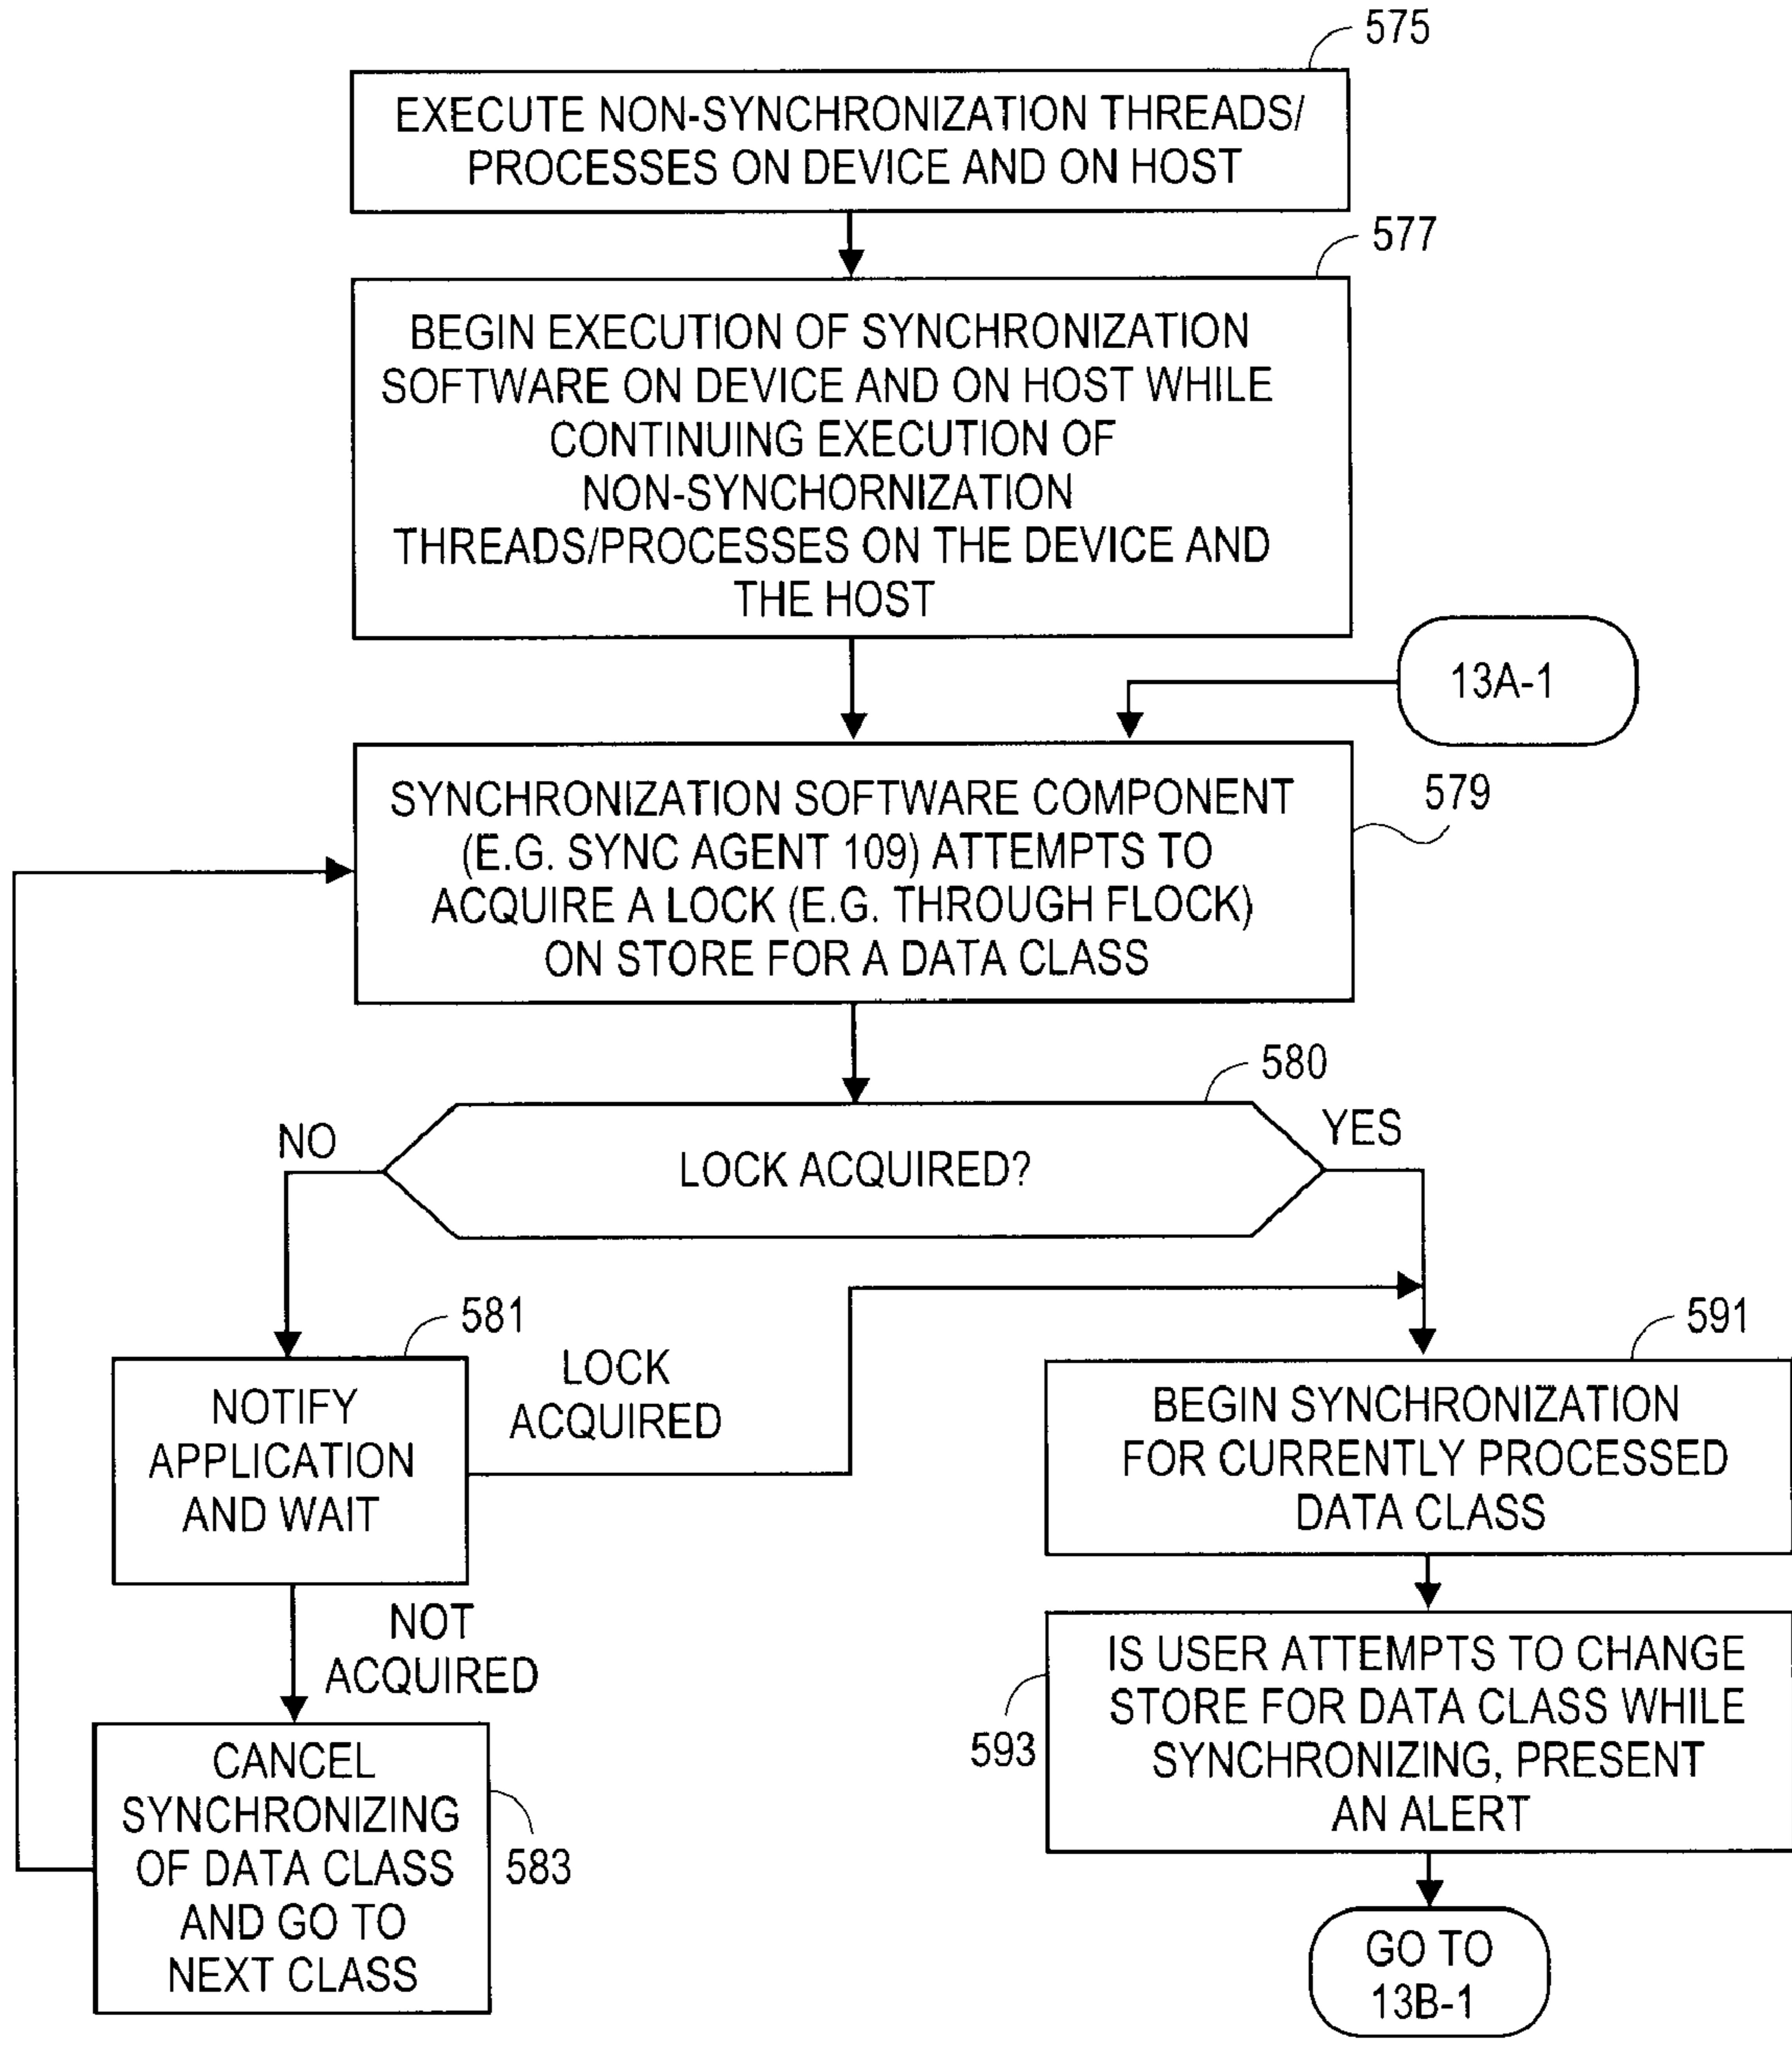 575
EXECUTE NON-SYNCHRONIZATION THREADS/
PROCESSES ON DEVICE AND ON HOST
577
BEGIN EXECUTION OF SYNCHRONIZATION
SOFTWARE ON DEVICE AND ON HOST WHILE
CONTINUING EXECUTION OF
NON-SYNCHORNIZATION
THREADS/PROCESSES ON THE DEVICE AND
THE HOST
13A-1
579
SYNCHRONIZATION SOFTWARE COMPONENT
(E.G. SYNC AGENT 109) ATTEMPTS TO
ACQUIRE A LOCK (E.G. THROUGH FLOCK)
ON STORE FOR A DATA CLASS
580
LOCK ACQUIRED?
NO
YES
581
NOTIFY
APPLICATION
AND WAIT
LOCK
ACQUIRED
NOT
ACQUIRED
583
CANCEL
SYNCHRONIZING
OF DATA CLASS
AND GO TO
NEXT CLASS
591
BEGIN SYNCHRONIZATION
FOR CURRENTLY PROCESSED
DATA CLASS
593
IS USER ATTEMPTS TO CHANGE
STORE FOR DATA CLASS WHILE
SYNCHRONIZING, PRESENT
AN ALERT
GO TO
13B-1